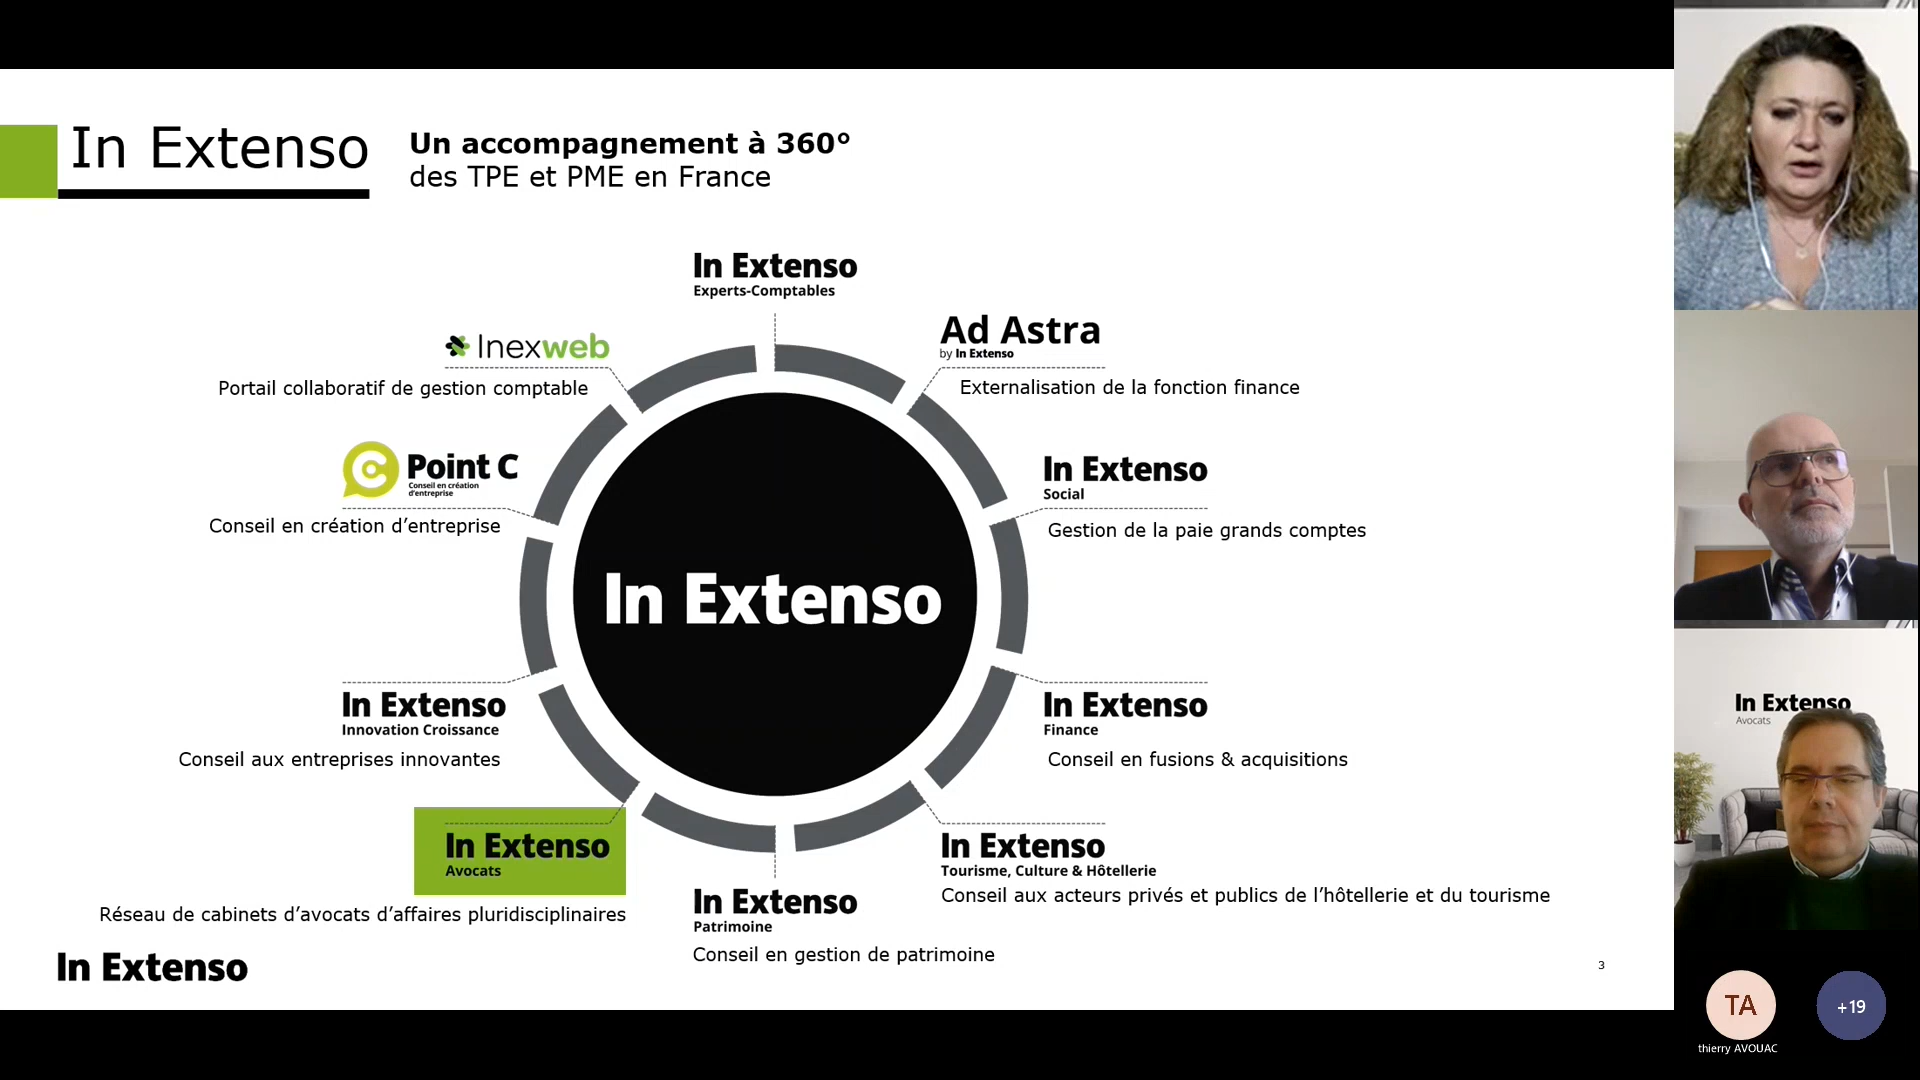 In Extenso
Un accompagnement à 360°
des TPE et PME en France
In Extenso
Experts-Comptables
Inexweb
Portail collaboratif de gestion comptable
Ad Astra
by In Extenso
Externalisation de la fonction finance
Point C
Conseil en création
d'entreprise
Conseil en création d’entreprise
In Extenso
Social
Gestion de la paie grands comptes
In Extenso
In Extenso
Innovation Croissance
Conseil aux entreprises innovantes
In Extenso
Finance
Conseil en fusions & acquisitions
In Extenso
Avocats
Réseau de cabinets d’avocats d’affaires pluridisciplinaires
In Extenso
Tourisme, Culture & Hôtellerie
Conseil aux acteurs privés et publics de l’hôtellerie et du tourisme
In Extenso
Patrimoine
Conseil en gestion de patrimoine
In Extenso
3
In Extenso
Avocats
TA
thierry AVOUAC
+19